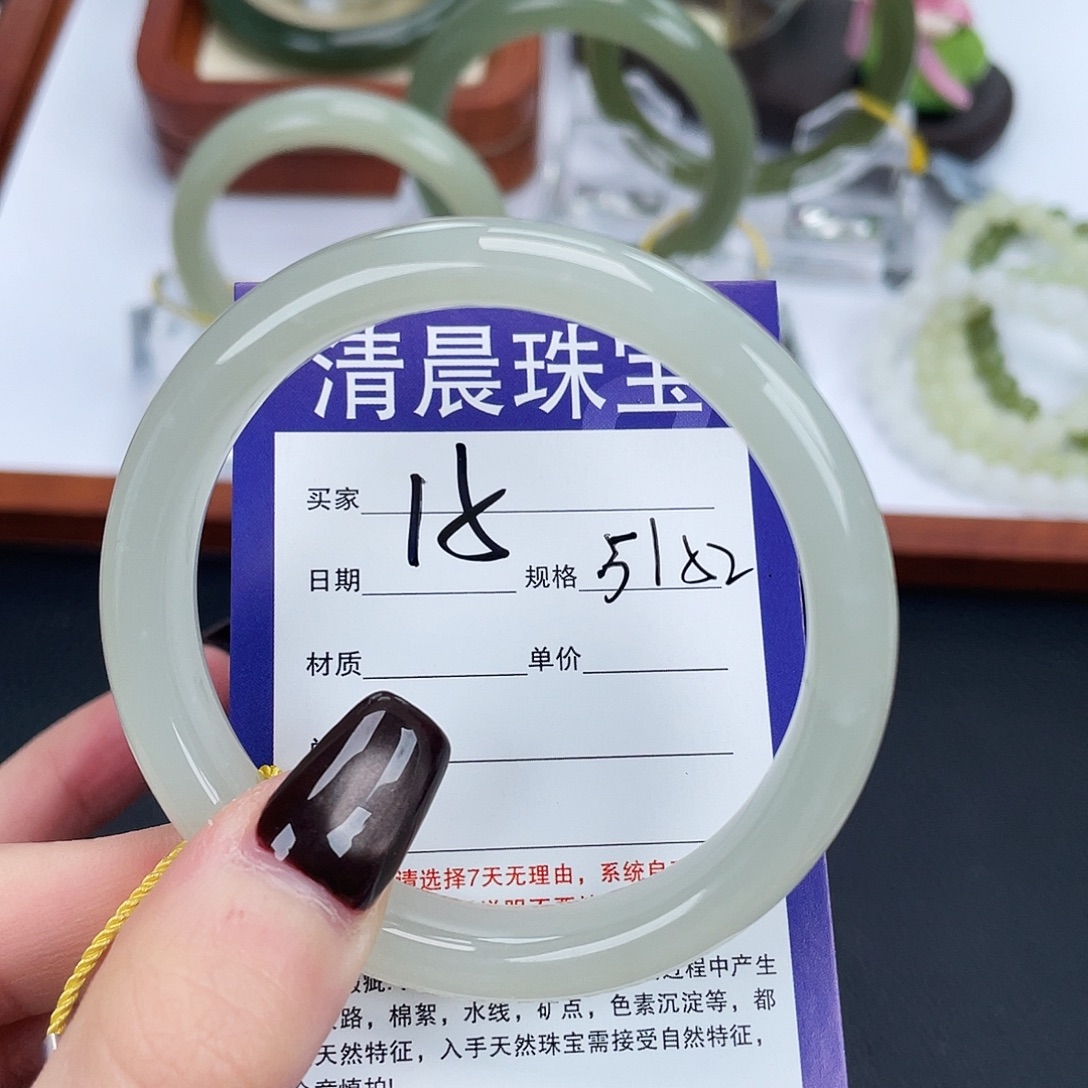 清晨珠宝
买家 18
日期 规格 5182
材质 单价
请选择7天无理由，系统自
过程中产生
路，棉絮，水线，矿点，色素沉淀等，都
天然特征，入手天然珠宝需接受自然特征，
慎拍!